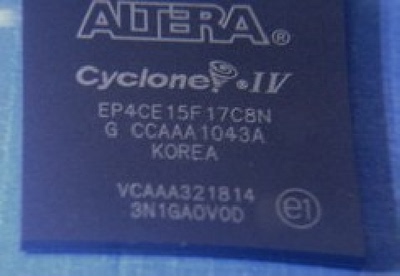 ALTERA®
Cyclone® IV
EP4CE15F17C8N
G CCAAA1043A
KOREA
VCAAA321814
3N1GA0V0D
e1